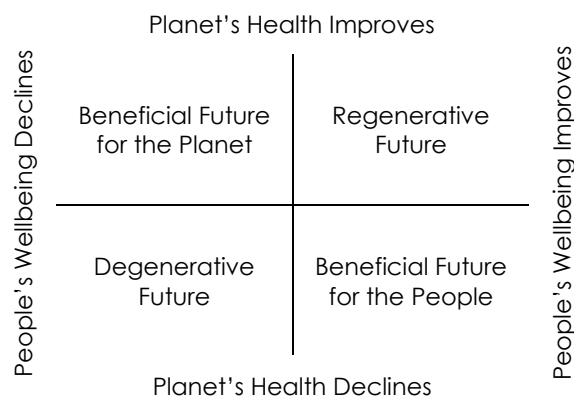 Planet’s Health Improves
People’s Wellbeing Declines
Beneficial Future
for the Planet
Regenerative
Future
People’s Wellbeing Improves
Degenerative
Future
Beneficial Future
for the People
Planet’s Health Declines